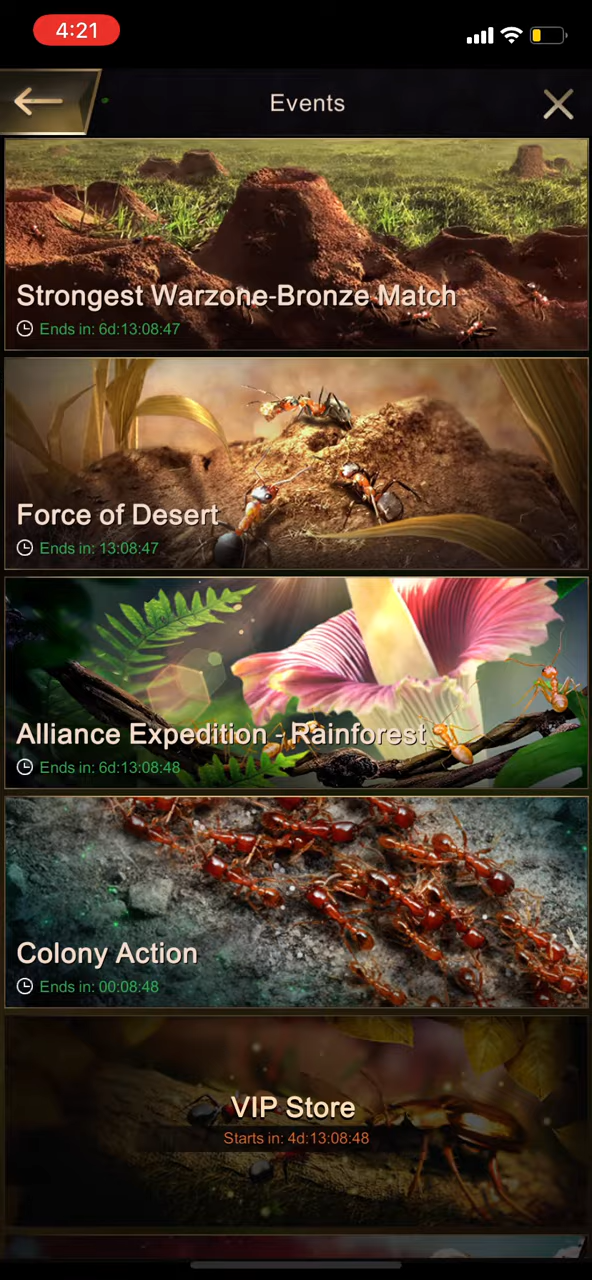 4:21
Events
Strongest Warzone-Bronze Match
Ends in: 6d:13:08:47
Force of Desert
Ends in: 13:08:47
Alliance Expedition - Rainforest
Ends in: 6d:13:08:48
Colony Action
Ends in: 00:08:48
VIP Store
Starts in: 4d:13:08:48